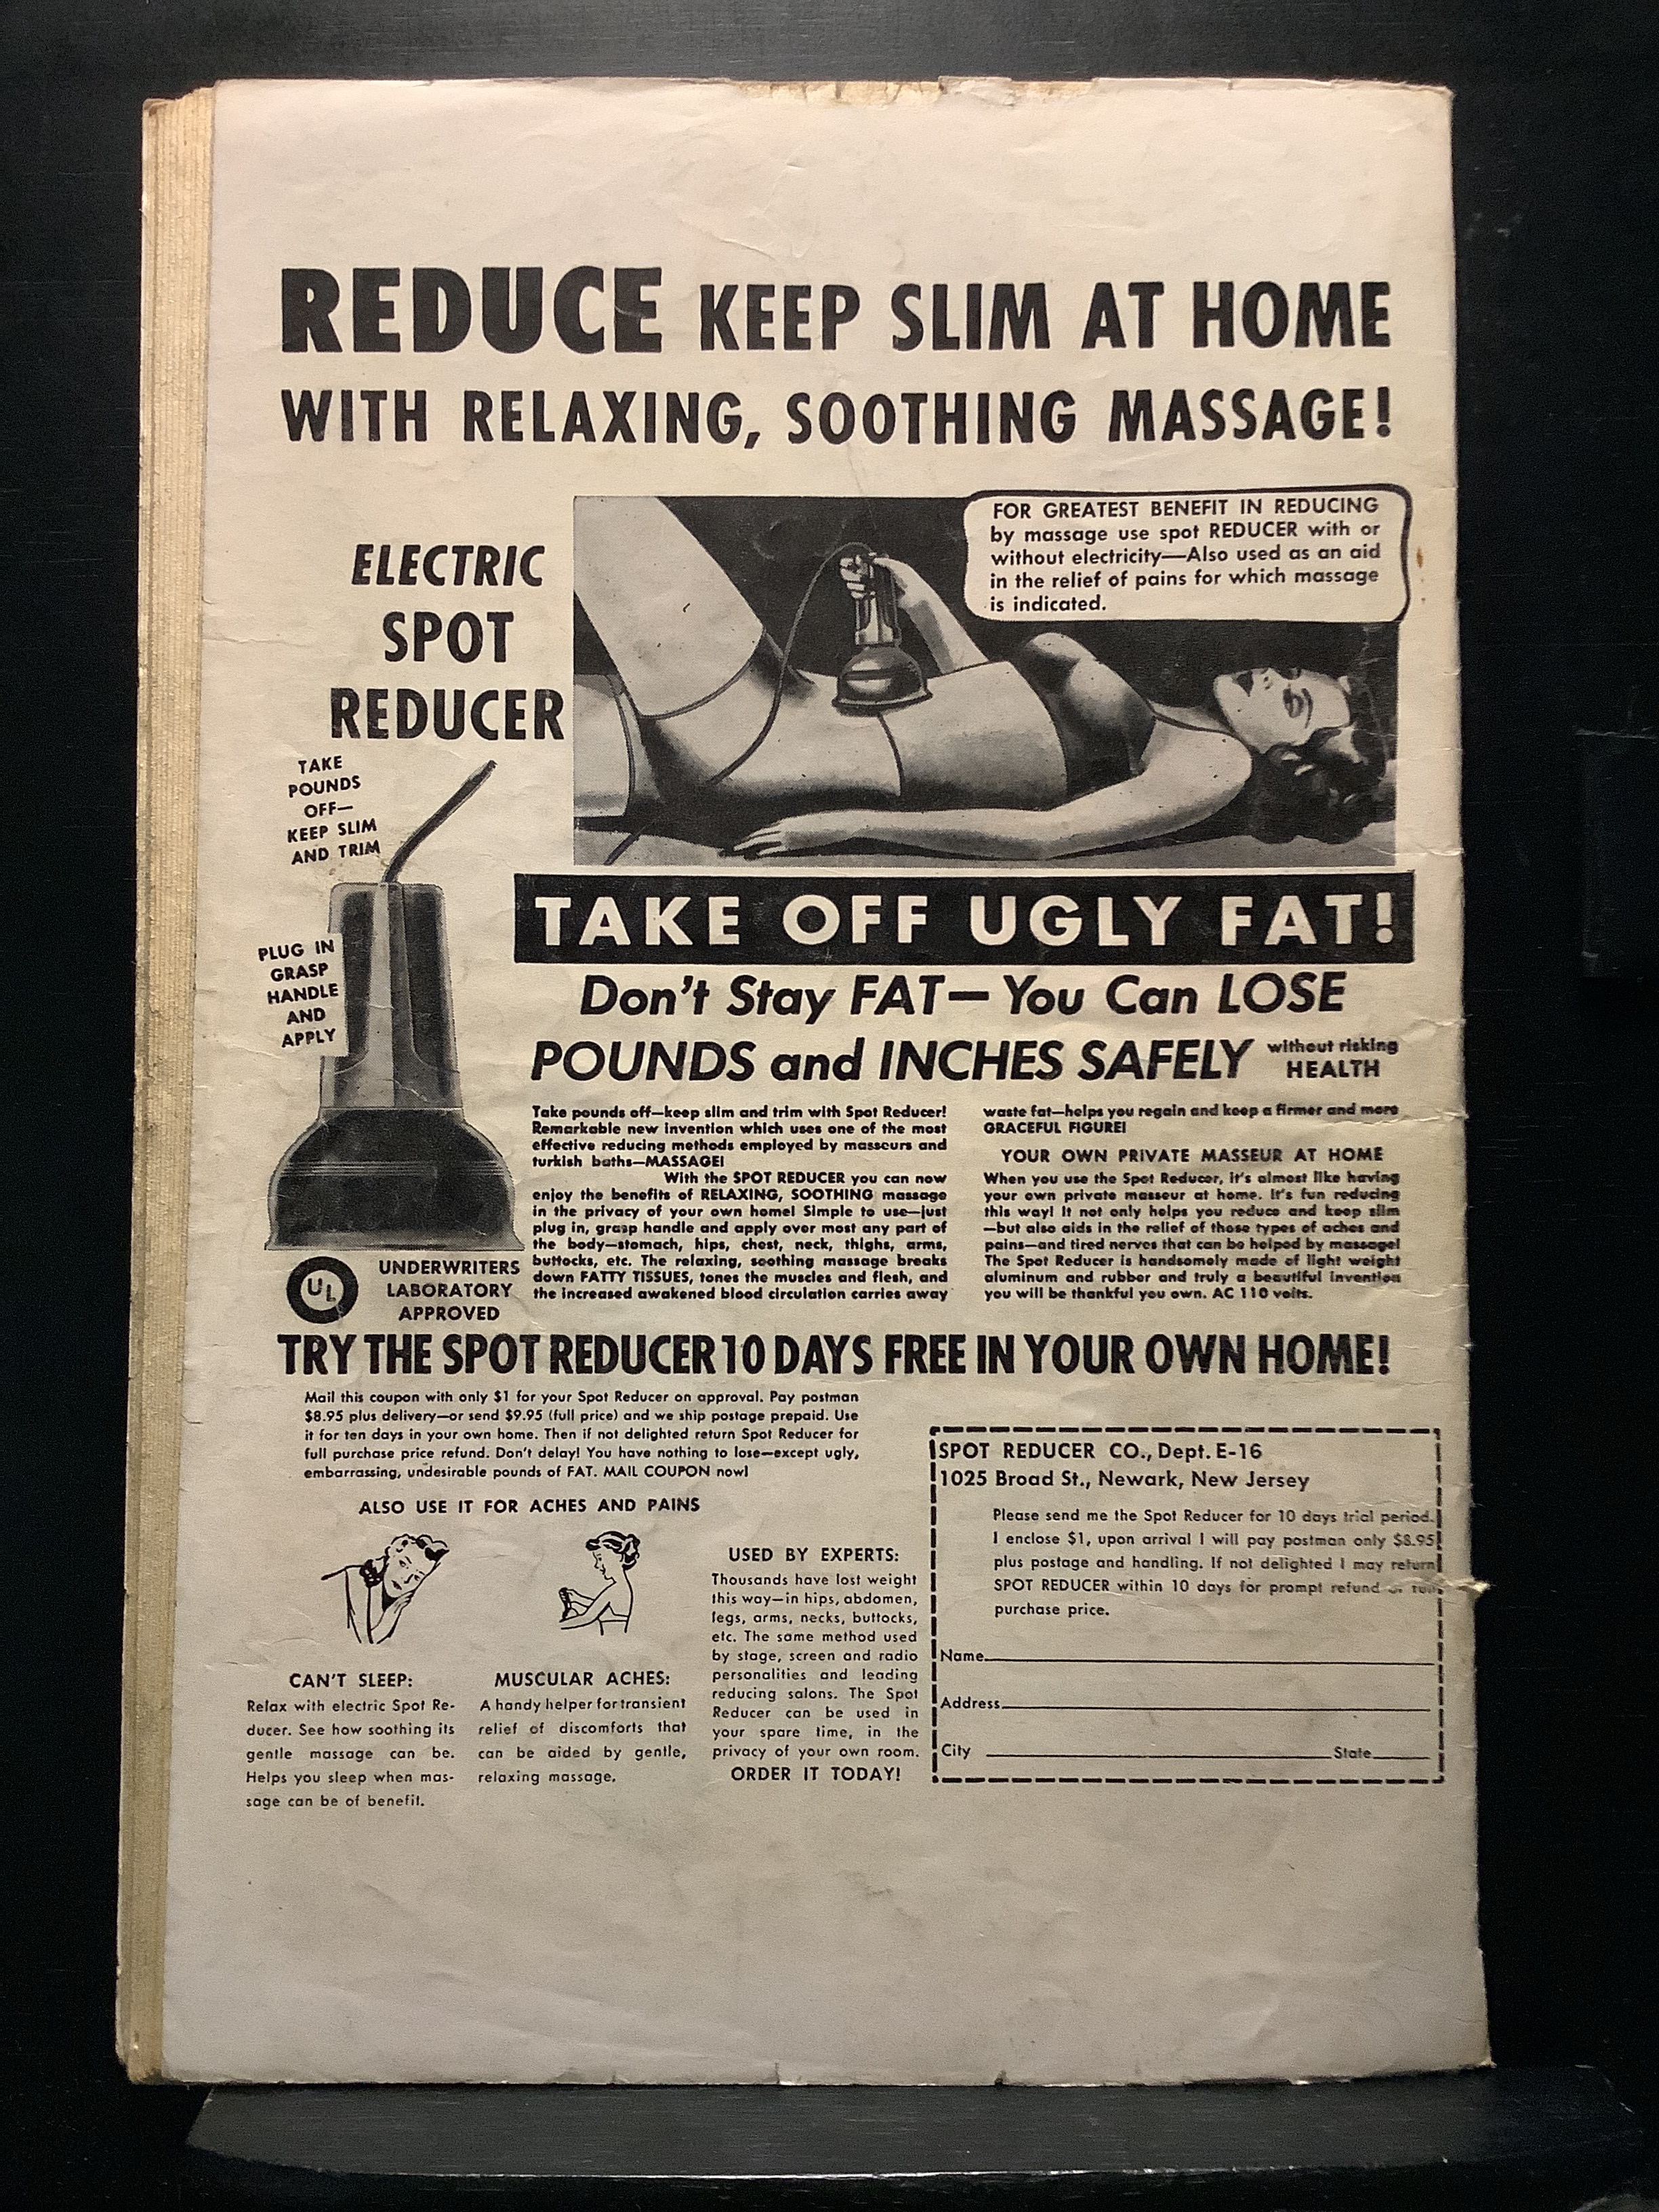 REDUCE KEEP SLIM AT HOME
WITH RELAXING, SOOTHING MASSAGE!
ELECTRIC
SPOT
REDUCER
FOR GREATEST BENEFIT IN REDUCING
by massage use spot REDUCER with or
without electricity—Also used as an aid
in the relief of pains for which massage
is indicated.
TAKE
POUNDS
OFF—
KEEP SLIM
AND TRIM
PLUG IN
GRASP
HANDLE
AND
APPLY
UL
UNDERWRITERS
LABORATORY
APPROVED
TAKE OFF UGLY FAT!
Don't Stay FAT— You Can LOSE
POUNDS and INCHES SAFELY without risking
HEALTH
Take pounds off—keep slim and trim with Spot Reducer!
Remarkable new invention which uses one of the most
effective reducing methods employed by masseurs and
turkish baths—MASSAGE!
With the SPOT REDUCER you can now
enjoy the benefits of RELAXING, SOOTHING massage
in the privacy of your own home! Simple to use—just
plug in, grasp handle and apply over most any part of
the body—stomach, hips, chest, neck, thighs, arms,
buttocks, etc. The relaxing, soothing massage breaks
down FATTY TISSUES, tones the muscles and flesh, and
the increased awakened blood circulation carries away
waste fat—helps you regain and keep a firmer and more
GRACEFUL FIGURE!
YOUR OWN PRIVATE MASSEUR AT HOME
When you use the Spot Reducer, it's almost like having
your own private masseur at home. It's fun reducing
this way! It not only helps you reduce and keep slim
—but also aids in the relief of those types of aches and
pains—and tired nerves that can be helped by massage!
The Spot Reducer is handsomely made of light weight
aluminum and rubber and truly a beautiful invention
you will be thankful you own. AC 110 volts.
TRY THE SPOT REDUCER 10 DAYS FREE IN YOUR OWN HOME!
Mail this coupon with only $1 for your Spot Reducer on approval. Pay postman
$8.95 plus delivery—or send $9.95 (full price) and we ship postage prepaid. Use
it for ten days in your own home. Then if not delighted return Spot Reducer for
full purchase price refund. Don't delay! You have nothing to lose—except ugly,
embarrassing, undesirable pounds of FAT. MAIL COUPON now!
ALSO USE IT FOR ACHES AND PAINS
CAN'T SLEEP:
Relax with electric Spot Re-
ducer. See how soothing its
gentle massage can be.
Helps you sleep when mas-
sage can be of benefit.
MUSCULAR ACHES:
A handy helper for transient
relief of discomforts that
can be aided by gentle,
relaxing massage.
USED BY EXPERTS:
Thousands have lost weight
this way—in hips, abdomen,
legs, arms, necks, buttocks,
etc. The same method used
by stage, screen and radio
personalities and leading
reducing salons. The Spot
Reducer can be used in
your spare time, in the
privacy of your own room.
ORDER IT TODAY!
SPOT REDUCER CO., Dept. E-16
1025 Broad St., Newark, New Jersey
Please send me the Spot Reducer for 10 days trial period.
I enclose $1, upon arrival I will pay postman only $8.95
plus postage and handling. If not delighted I may return
SPOT REDUCER within 10 days for prompt refund of full
purchase price.
Name
Address
City State